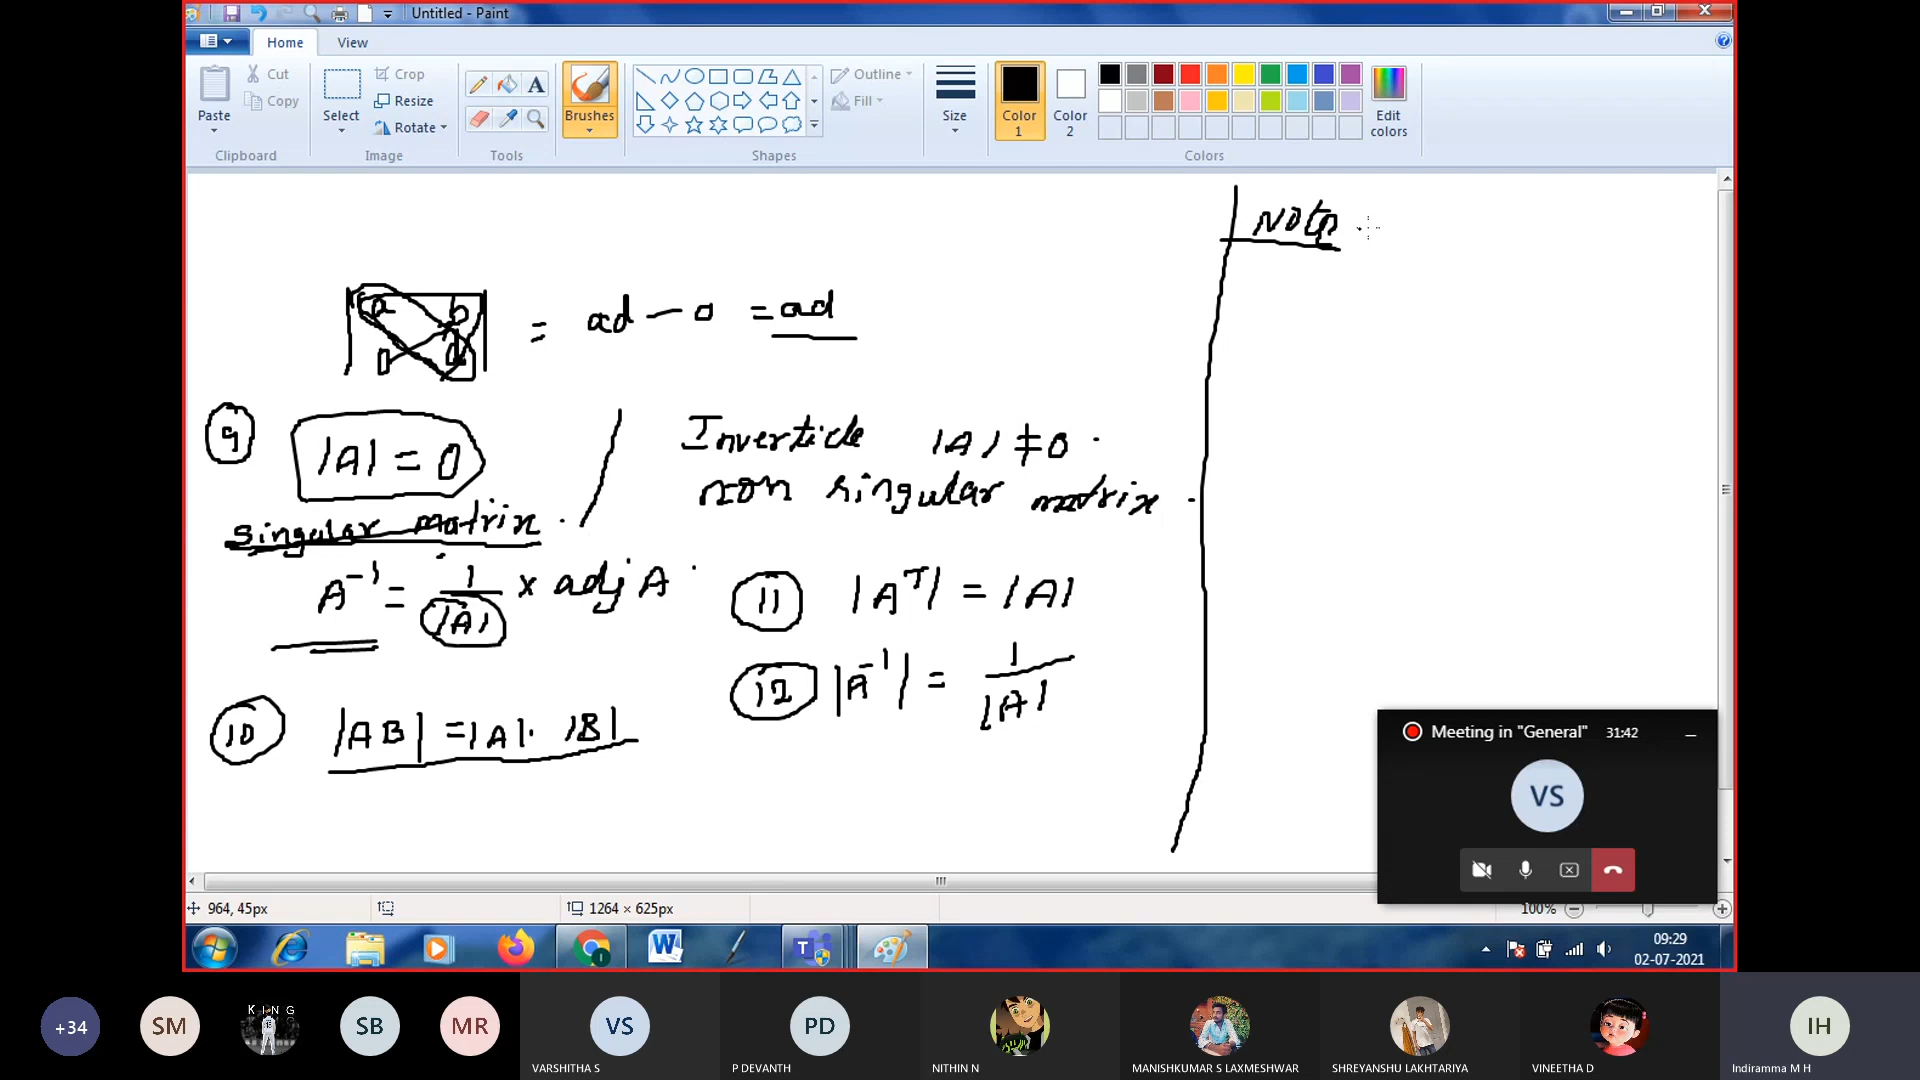 Untitled - Paint
Home
View
Paste
Cut
Copy
Clipboard
Select
Crop
Resize
Rotate
Image
A
Tools
Brushes
Shapes
Outline
Fill
Size
Color 1
Color 2
Colors
Edit colors
Note
a b
0 d
= ad - 0 = ad
9
|A| = 0
singular matrix .
Invertible |A| ≠ 0 .
non singular matrix .
A⁻¹ = 1/|A| × adj A .
10 |AB| = |A| . |B|
11 |Aᵀ| = |A|
12 |A⁻¹| = 1/|A|
Meeting in "General" 31:42
VS
964, 45px
1264 × 625px
100%
09:29
02-07-2021
+34
SM
KING
SB
MR
VS
VARSHITHA S
PD
P DEVANTH
NITHIN N
MANISHKUMAR S LAXMESHWAR
SHREYANSHU LAKHTARIYA
VINEETHA D
IH
Indiramma M H